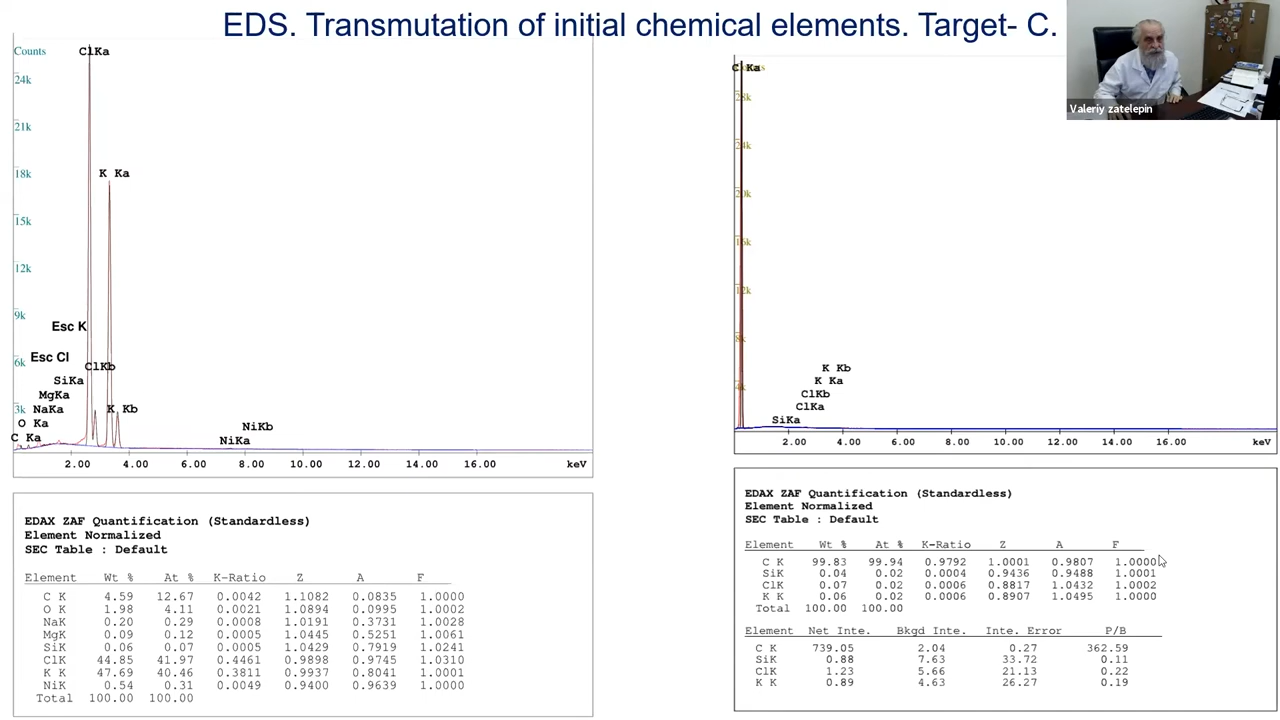 EDS. Transmutation of initial chemical elements. Target- C.
Valeriy zatelepin
Counts
24k
21k
18k
15k
12k
9k
6k
3k
ClKa
K Ka
Esc K
Esc Cl
ClKb
SiKa
MgKa
NaKa
K Kb
O Ka
C Ka
NiKb
NiKa
2.00 4.00 6.00 8.00 10.00 12.00 14.00 16.00 keV
EDAX ZAF Quantification (Standardless)
Element Normalized
SEC Table : Default
Element Wt % At % K-Ratio Z A F
C K 4.59 12.67 0.0042 1.1082 0.0835 1.0000
O K 1.98 4.11 0.0021 1.0894 0.0995 1.0002
NaK 0.20 0.29 0.0008 1.0191 0.3731 1.0028
MgK 0.09 0.12 0.0005 1.0445 0.5251 1.0061
SiK 0.06 0.07 0.0005 1.0429 0.7919 1.0241
ClK 44.85 41.97 0.4461 0.9898 0.9745 1.0310
K K 47.69 40.46 0.3811 0.9937 0.8041 1.0001
NiK 0.54 0.31 0.0049 0.9400 0.9639 1.0000
Total 100.00 100.00
C Ka
28k
24k
20k
16k
12k
8k
4k
K Kb
K Ka
ClKb
ClKa
SiKa
2.00 4.00 6.00 8.00 10.00 12.00 14.00 16.00 keV
EDAX ZAF Quantification (Standardless)
Element Normalized
SEC Table : Default
Element Wt % At % K-Ratio Z A F
C K 99.83 99.94 0.9792 1.0001 0.9807 1.0000
SiK 0.04 0.02 0.0004 0.9436 0.9488 1.0001
ClK 0.07 0.02 0.0006 0.8817 1.0432 1.0002
K K 0.06 0.02 0.0006 0.8907 1.0495 1.0000
Total 100.00 100.00
Element Net Inte. Bkgd Inte. Inte. Error P/B
C K 739.05 2.04 0.27 362.59
SiK 0.88 7.63 33.72 0.11
ClK 1.23 5.66 21.13 0.22
K K 0.89 4.63 26.27 0.19